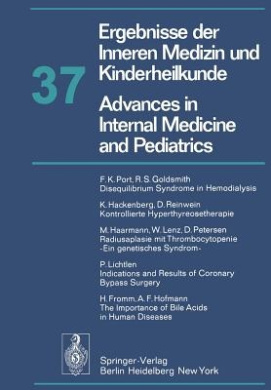 Ergebnisse der
Inneren Medizin und
Kinderheilkunde
37
Advances in
Internal Medicine
and Pediatrics
F. K. Port, R. S. Goldsmith
Disequilibrium Syndrome in Hemodialysis
K. Hackenberg, D. Reinwein
Kontrollierte Hyperthyreosetherapie
M. Haarmann, W. Lenz, D. Petersen
Radiusaplasie mit Thrombocytopenie
-Ein genetisches Syndrom-
P. Lichtlen
Indications and Results of Coronary
Bypass Surgery
H. Fromm, A. F. Hofmann
The Importance of Bile Acids
in Human Diseases
Springer-Verlag
Berlin Heidelberg New York